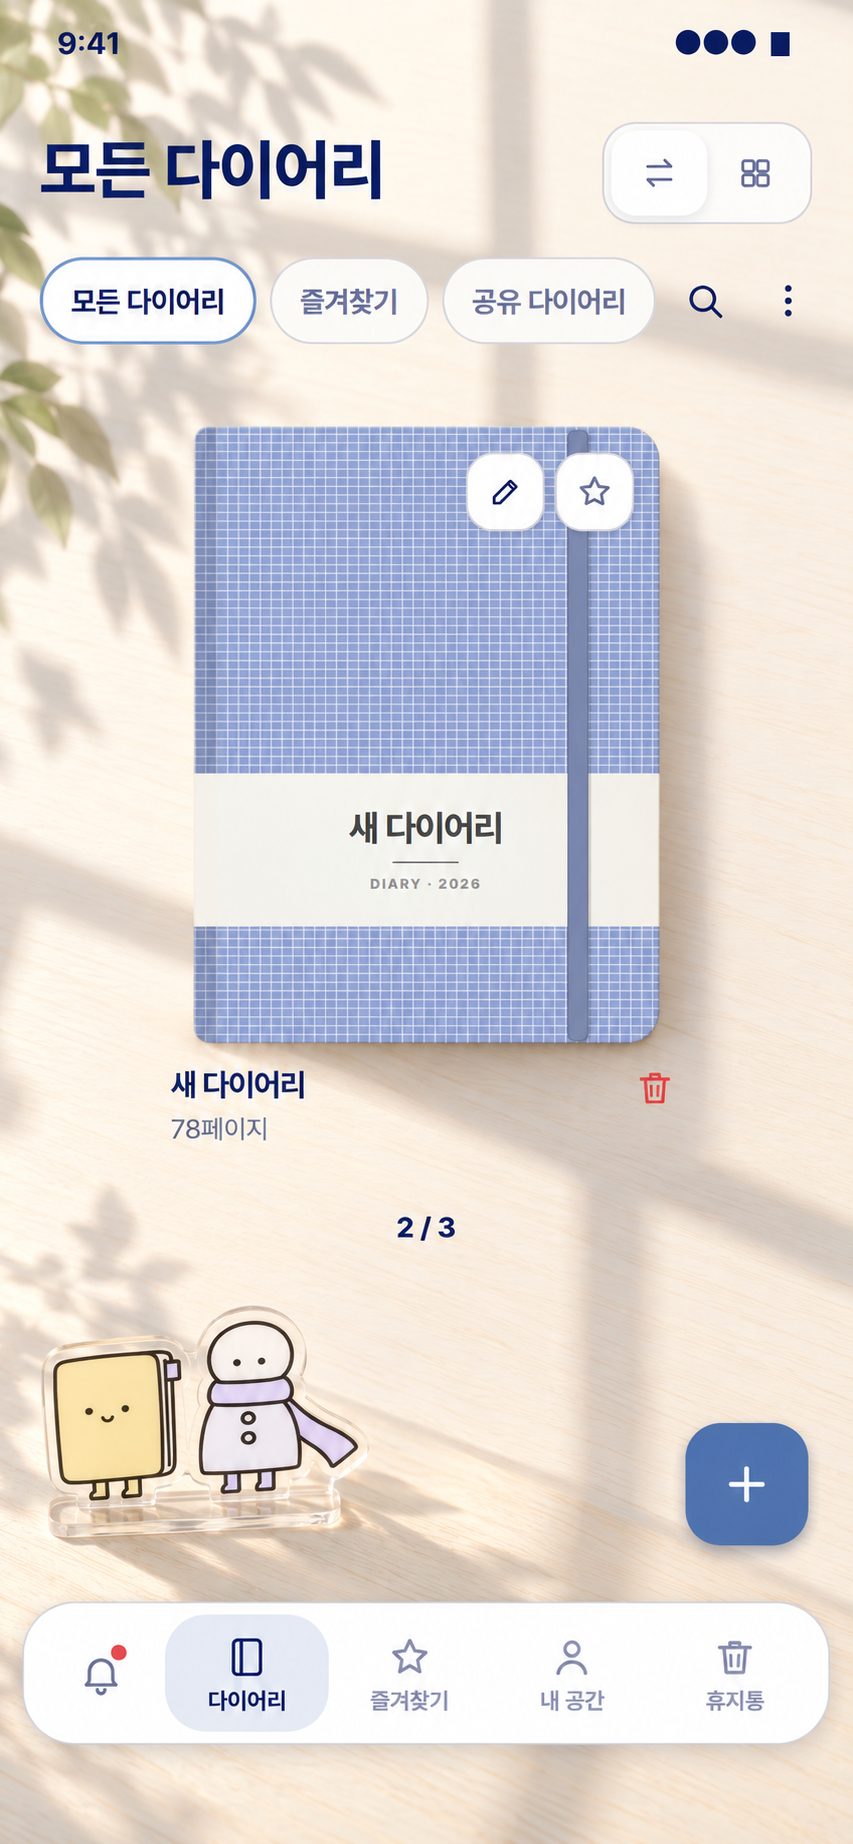 9:41
모든 다이어리
모든 다이어리 즐겨찾기 공유 다이어리
새 다이어리
DIARY · 2026
새 다이어리
78페이지
2 / 3
다이어리 즐겨찾기 내 공간 휴지통